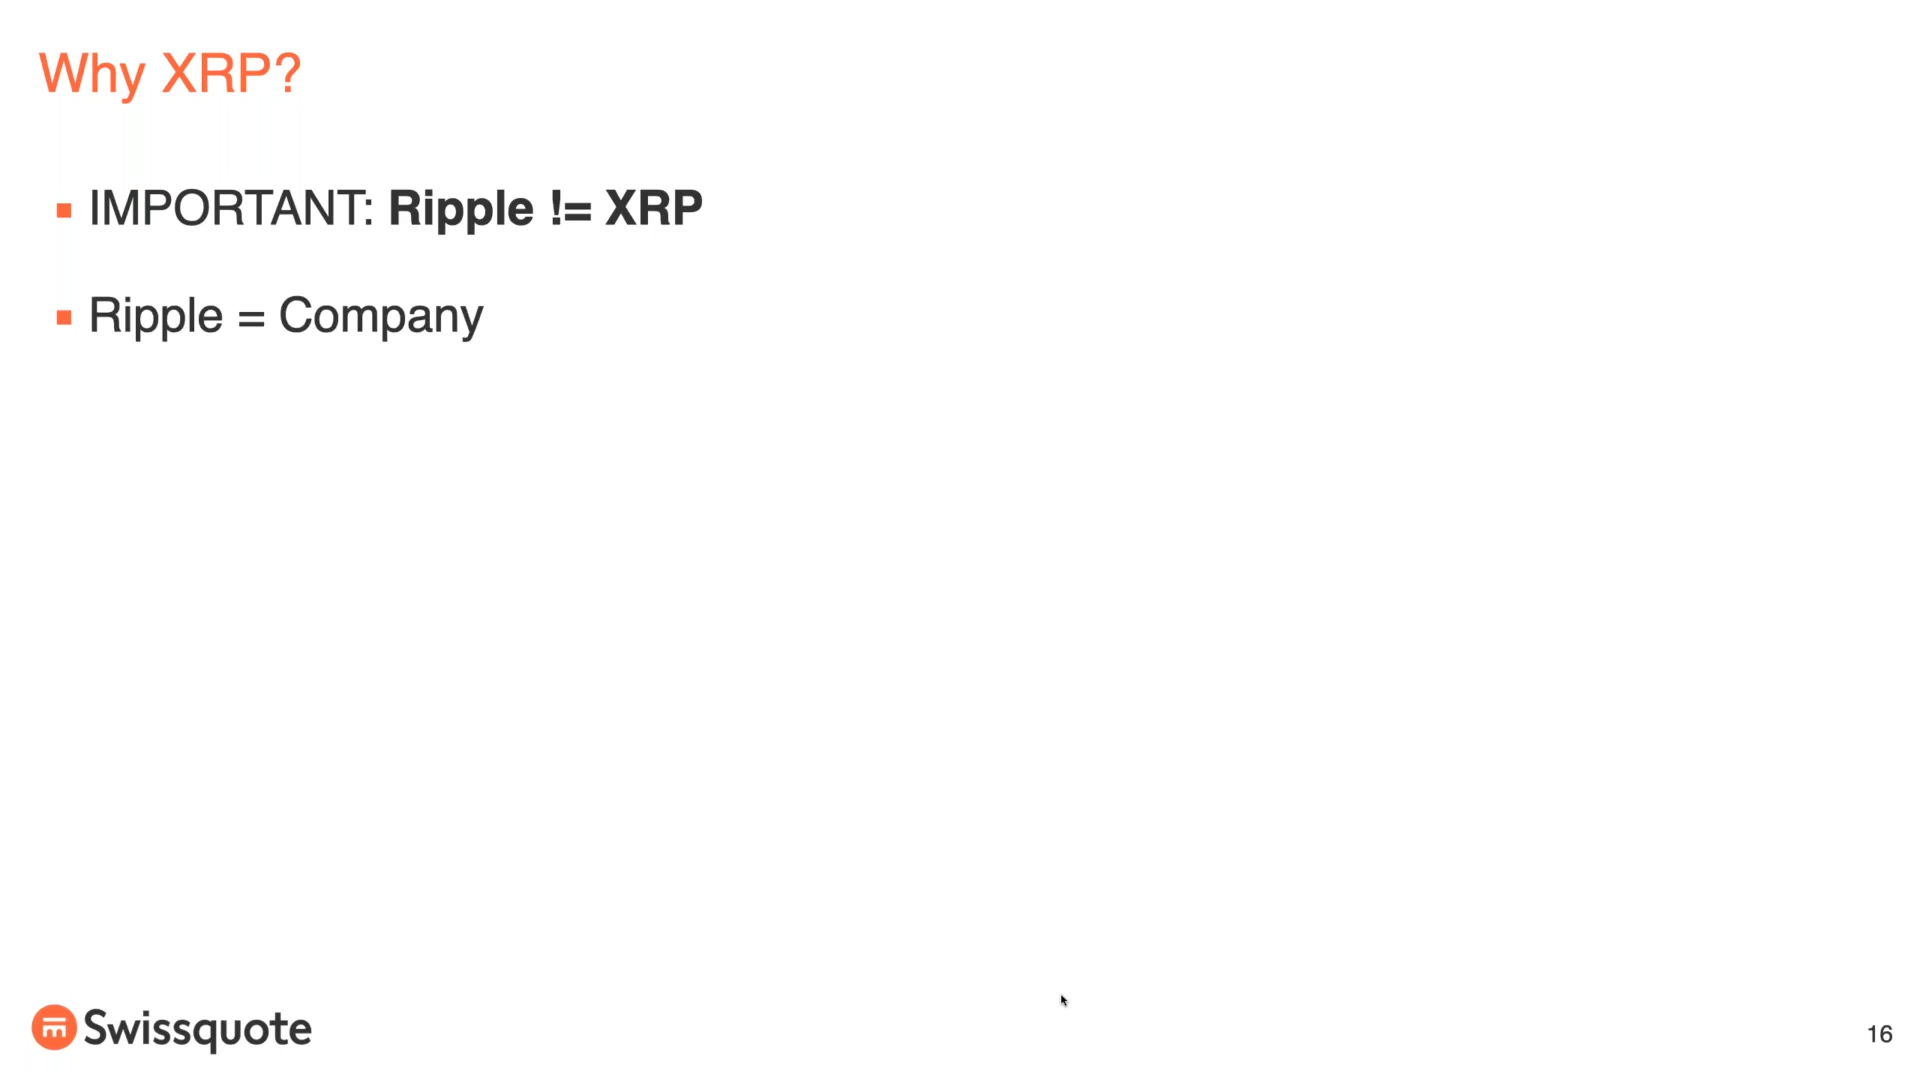 Why XRP?
IMPORTANT: Ripple != XRP
Ripple = Company
Swissquote
16